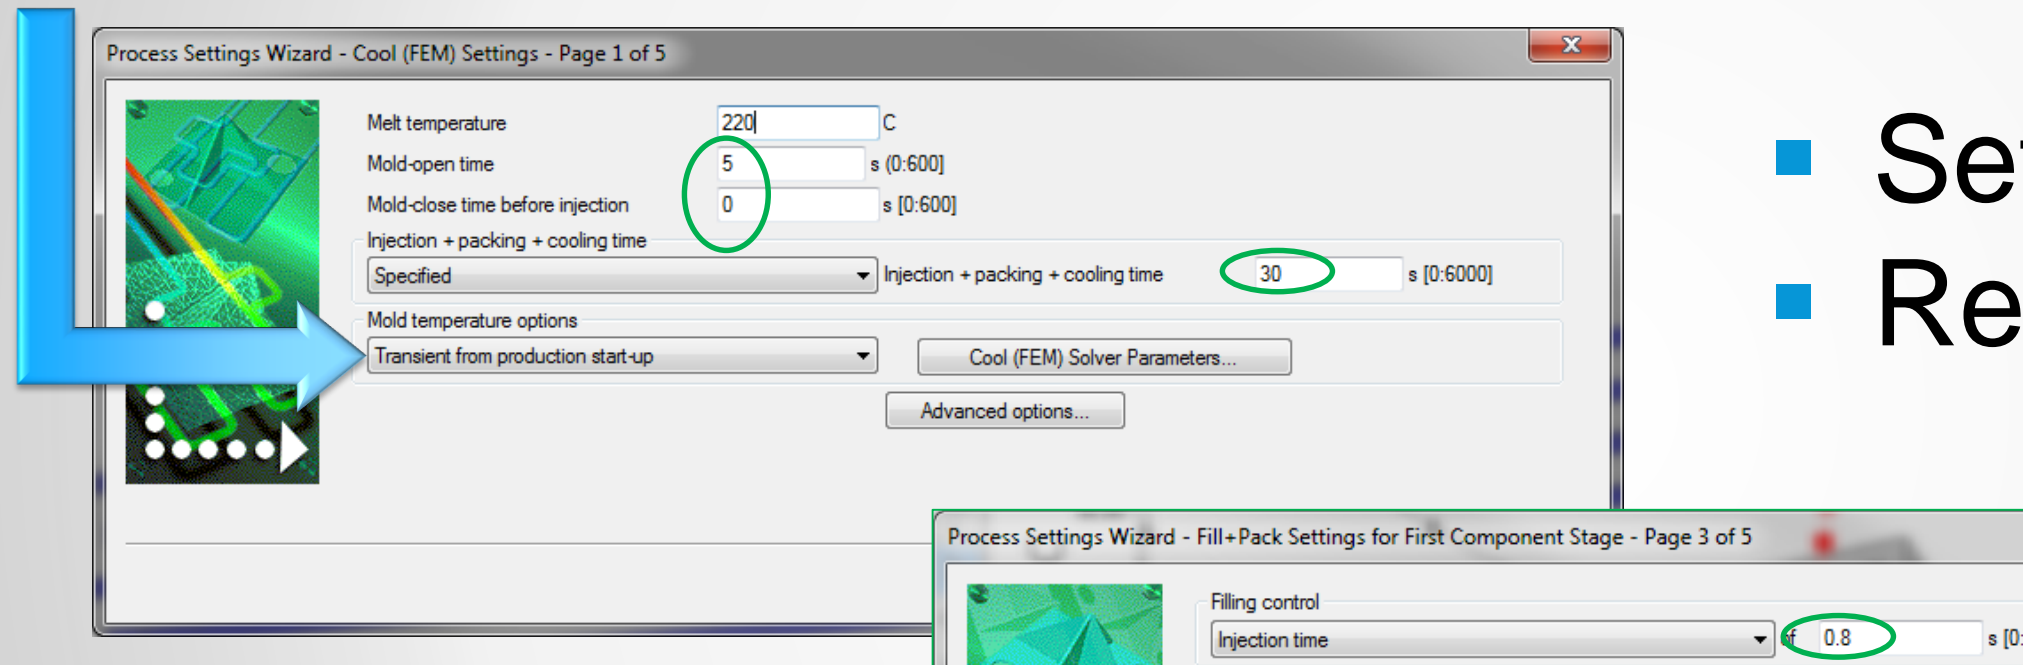 Process Settings Wizard - Cool (FEM) Settings - Page 1 of 5
Melt temperature 220 C
Mold-open time 5 s (0:600]
Mold-close time before injection 0 s [0:600]
Injection + packing + cooling time
Specified Injection + packing + cooling time 30 s [0:6000]
Mold temperature options
Transient from production start-up Cool (FEM) Solver Parameters...
Advanced options...
Process Settings Wizard - Fill+Pack Settings for First Component Stage - Page 3 of 5
Filling control
Injection time of 0.8 s [0:
▪ Se
▪ Re